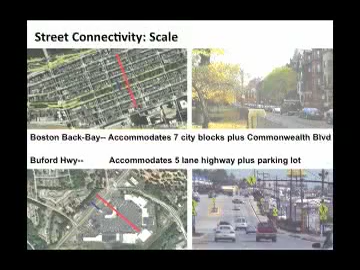 Street Connectivity: Scale
Boston Back-Bay-- Accommodates 7 city blocks plus Commonwealth Blvd
Buford Hwy-- Accommodates 5 lane highway plus parking lot